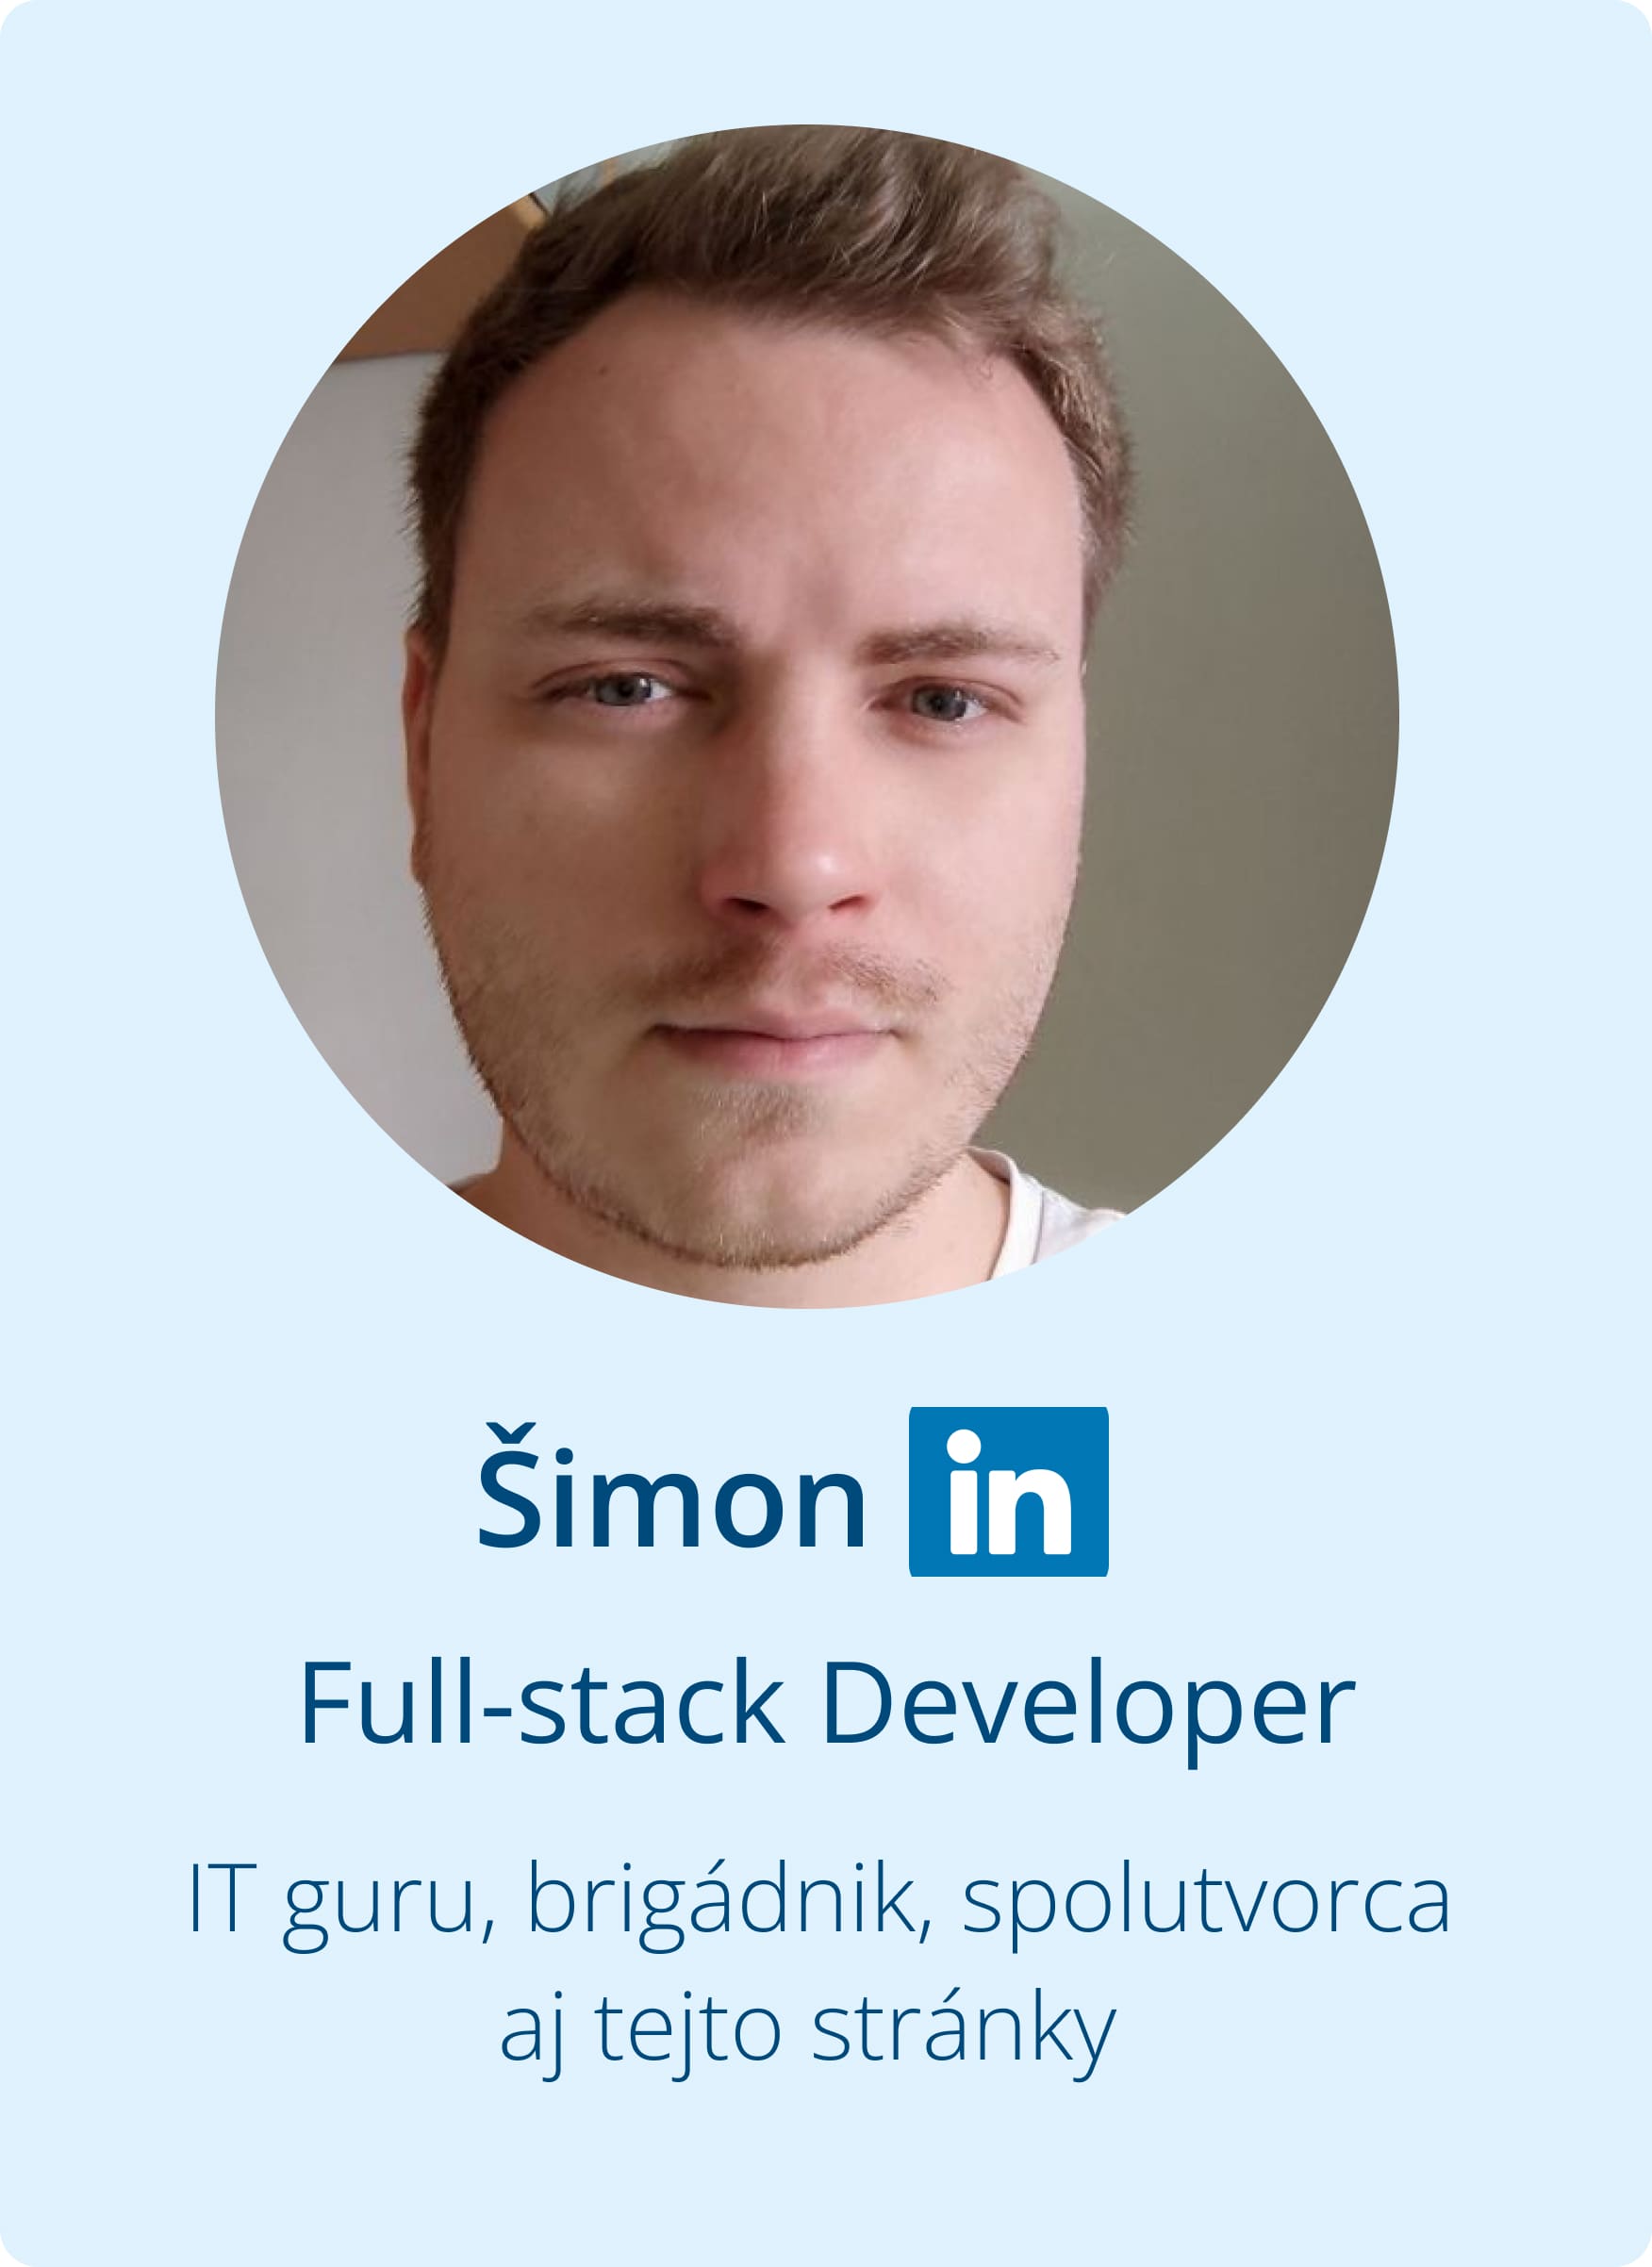 Šimon in
Full-stack Developer
IT guru, brigádnik, spolutvorca
aj tejto stránky